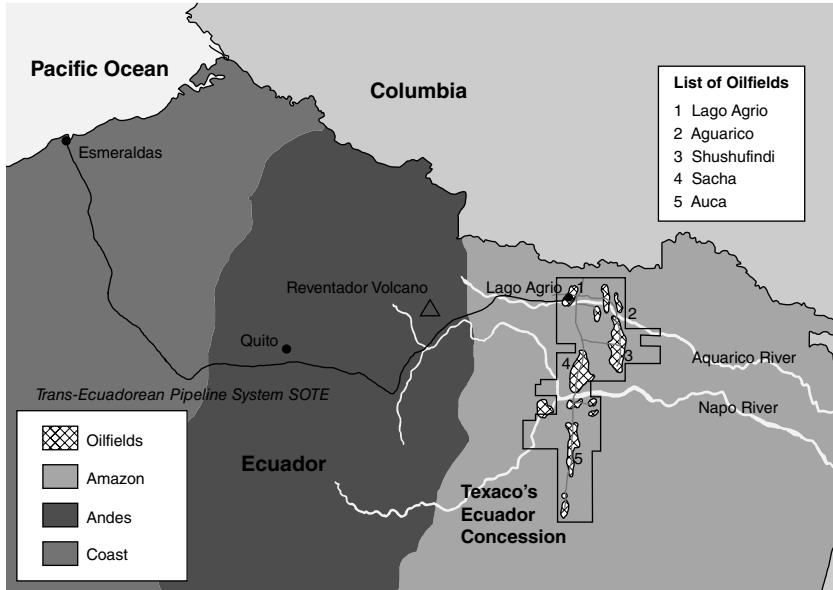 Pacific Ocean
Columbia
List of Oilfields
1 Lago Agrio
2 Aguarico
3 Shushufindi
4 Sacha
5 Auca
Esmeraldas
Reventador Volcano
Lago Agrio
1
2
Quito
4
3
Aquarico River
Trans-Ecuadorean Pipeline System SOTE
Napo River
Oilfields
Amazon
Andes
Coast
Ecuador
5
Texaco's
Ecuador
Concession